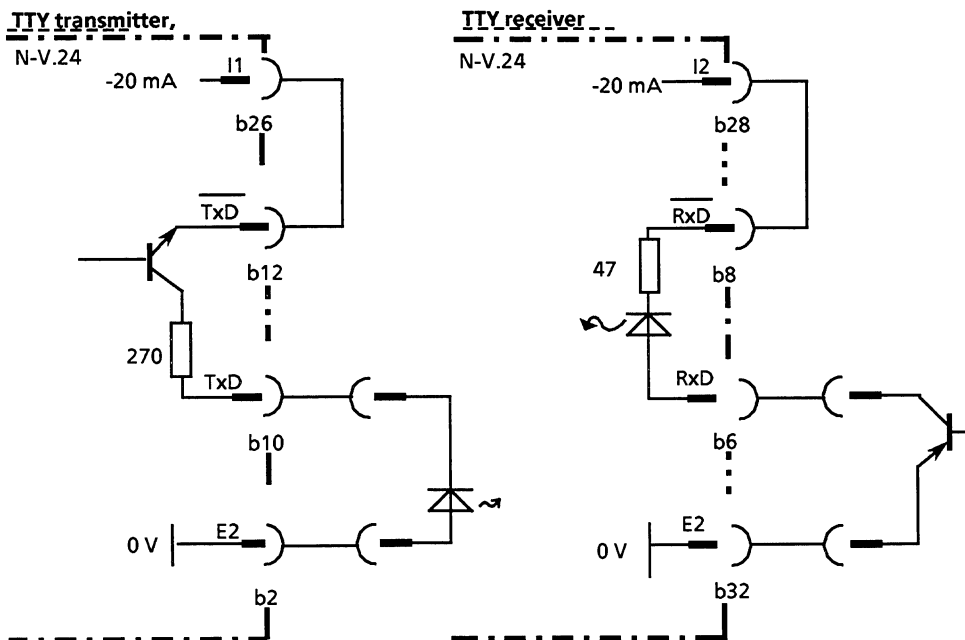 TTY transmitter,
N-V.24
-20 mA
I1
b26
TxD
b12
270
TxD
b10
0 V
E2
b2
TTY receiver
N-V.24
-20 mA
I2
b28
RxD
47
b8
RxD
b6
0 V
E2
b32